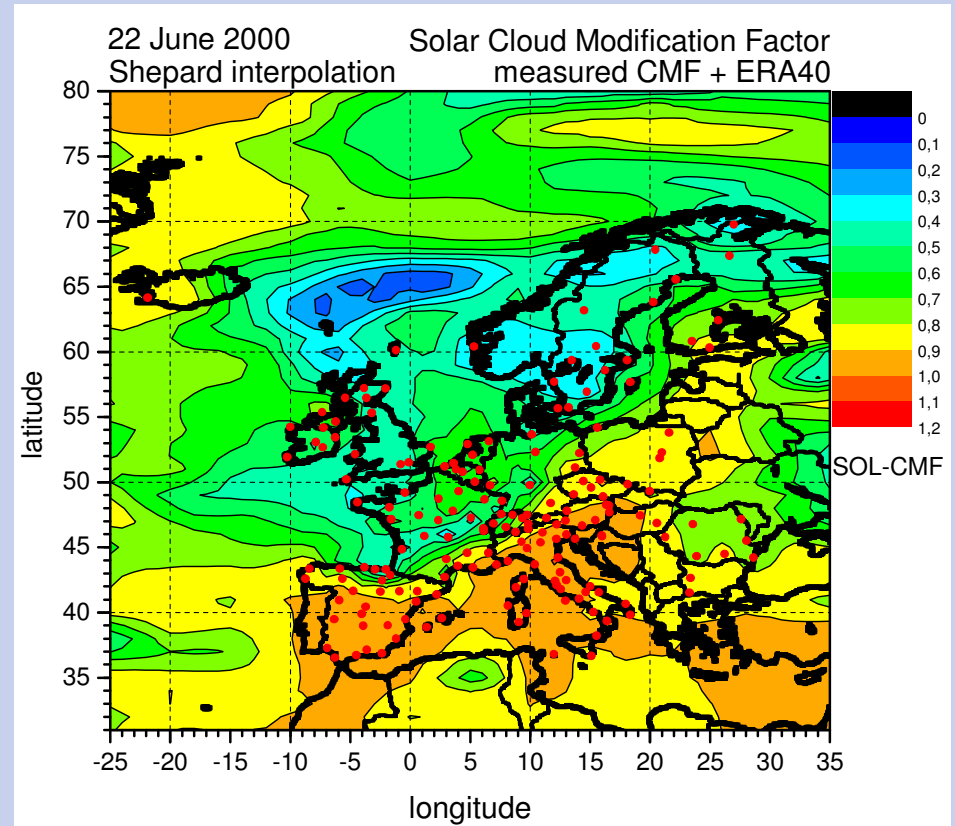 22 June 2000
Solar Cloud Modification Factor
Shepard interpolation
measured CMF + ERA40
80
75
70
65
60
55
50
45
40
35
latitude
-25 -20 -15 -10 -5 0 5 10 15 20 25 30 35
longitude
0
0,1
0,2
0,3
0,4
0,5
0,6
0,7
0,8
0,9
1,0
1,1
1,2
SOL-CMF